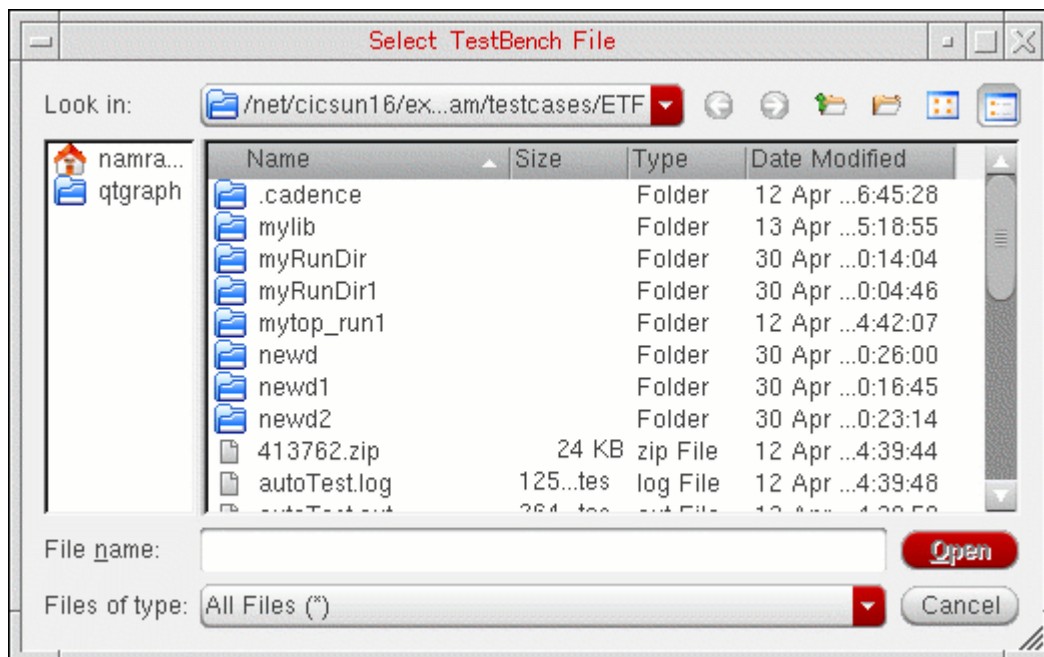 Select TestBench File
Look in: /net/cicsun16/ex...am/testcases/ETF
namra...
qtgraph
Name Size Type Date Modified
.cadence Folder 12 Apr ...6:45:28
mylib Folder 13 Apr ...5:18:55
myRunDir Folder 30 Apr ...0:14:04
myRunDir1 Folder 30 Apr ...0:04:46
mytop_run1 Folder 12 Apr ...4:42:07
newd Folder 30 Apr ...0:26:00
newd1 Folder 30 Apr ...0:16:45
newd2 Folder 30 Apr ...0:23:14
413762.zip 24 KB zip File 12 Apr ...4:39:44
autoTest.log 125...tes log File 12 Apr ...4:39:48
File name: Open
Files of type: All Files (*) Cancel